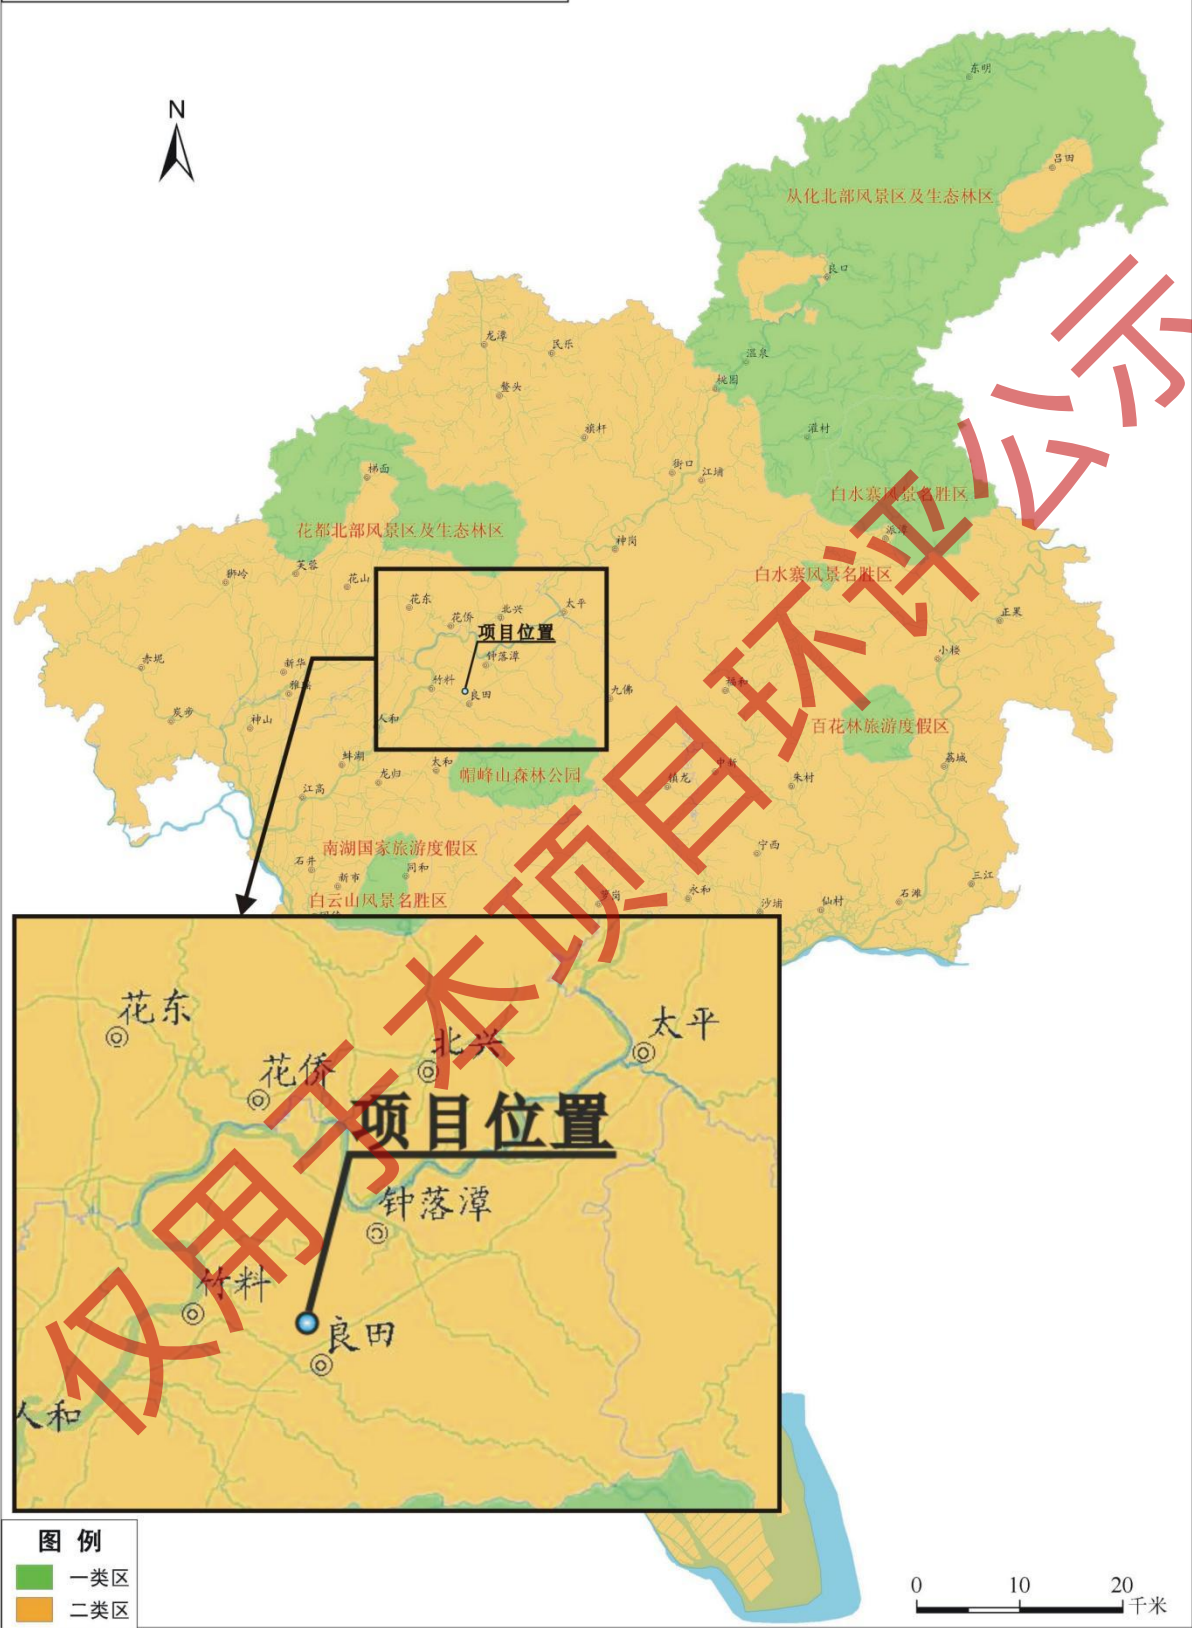 N
东明
吕田
从化北部风景区及生态林区
良口
龙潭
民乐
温泉
鳌头
桃园
旗杆
灌村
街口
江埔
梯面
白水寨风景名胜区
派潭
花都北部风景区及生态林区
神岗
芙蓉
狮岭
花山
白水寨风景名胜区
花东
北兴
太平
花侨
正果
项目位置
钟落潭
小楼
赤坭
新华
雅瑶
竹料
良田
九佛
福和
炭步
神山
人和
百花林旅游度假区
蚌湖
太和
龙归
帽峰山森林公园
镇龙
中新
朱村
荔城
江高
南湖国家旅游度假区
宁西
石井
同和
新市
三江
白云山风景名胜区
萝岗
永和
沙埔
仙村
石滩
花东
太平
北兴
花侨
项目位置
钟落潭
竹料
良田
人和
仅用于本项目环评公示
图 例
一类区
二类区
0 10 20
千米